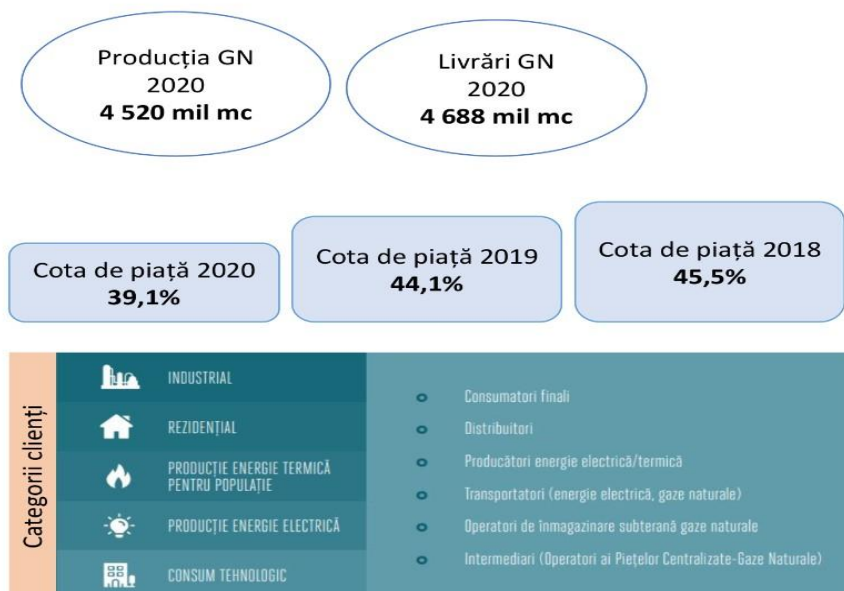 Producția GN
2020
4 520 mil mc
Livrări GN
2020
4 688 mil mc
Cota de piață 2020
39,1%
Cota de piață 2019
44,1%
Cota de piață 2018
45,5%
Categorii clienți
INDUSTRIAL
REZIDENȚIAL
PRODUCȚIE ENERGIE TERMICĂ
PENTRU POPULAȚIE
PRODUCȚIE ENERGIE ELECTRICĂ
CONSUM TEHNOLOGIC
Consumatori finali
Distribuitori
Producători energie electrică/termică
Transportatori (energie electrică, gaze naturale)
Operatori de înmagazinare subterană gaze naturale
Intermediari (Operatori ai Piețelor Centralizate-Gaze Naturale)